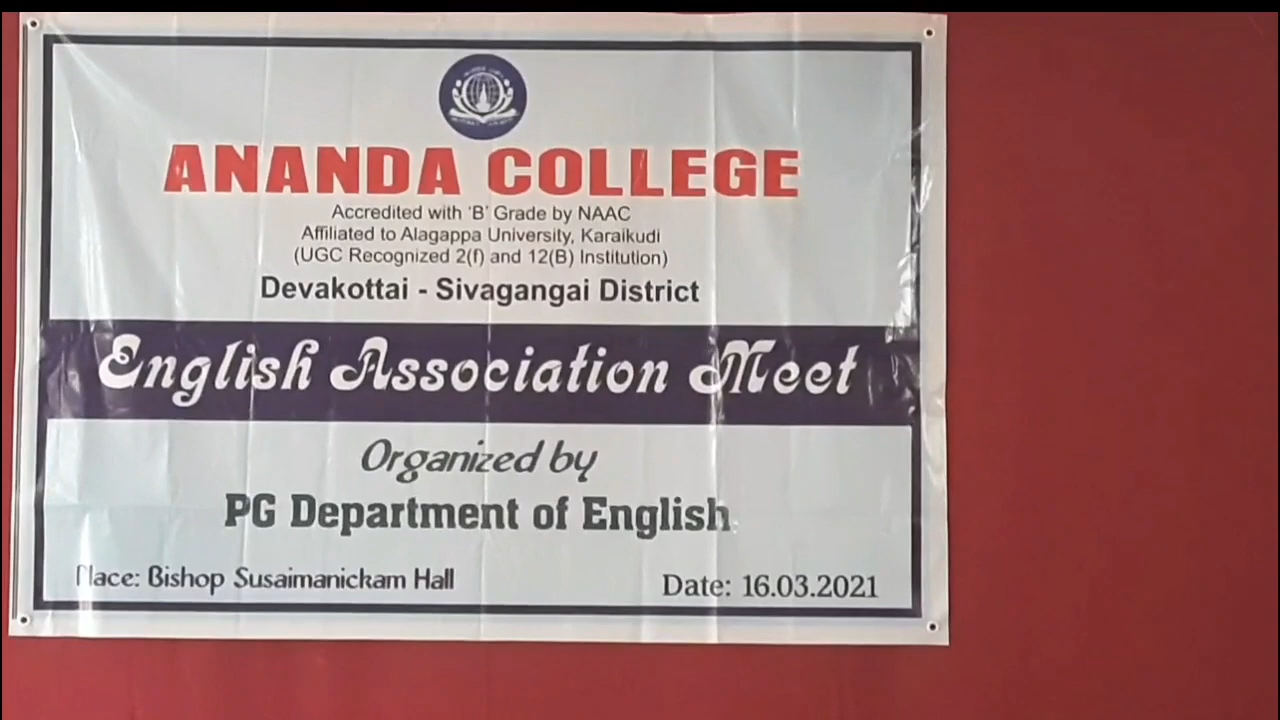 ANANDA COLLEGE
Accredited with 'B' Grade by NAAC
Affiliated to Alagappa University, Karaikudi
(UGC Recognized 2(f) and 12(B) Institution)
Devakottai - Sivagangai District
English Association Meet
Organized by
PG Department of English
Place: Bishop Susaimanickam Hall
Date: 16.03.2021